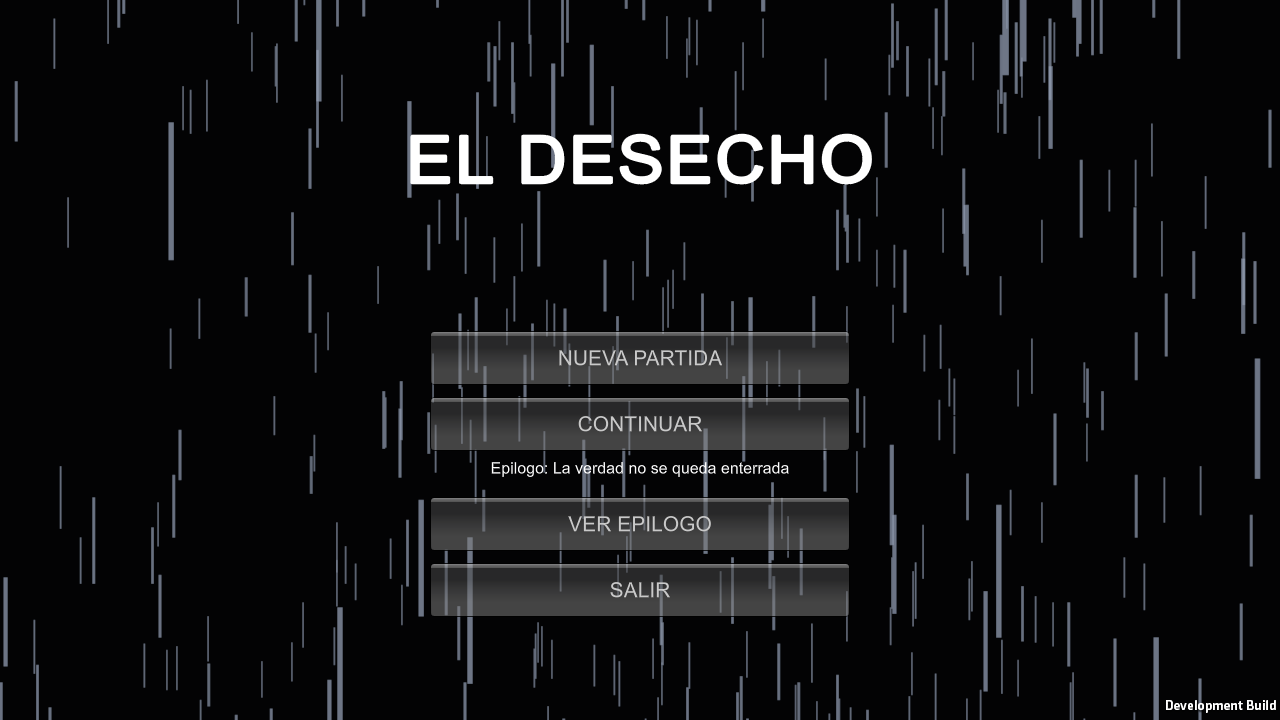 EL DESECHO
NUEVA PARTIDA
CONTINUAR
Epilogo: La verdad no se queda enterrada
VER EPILOGO
SALIR
Development Build